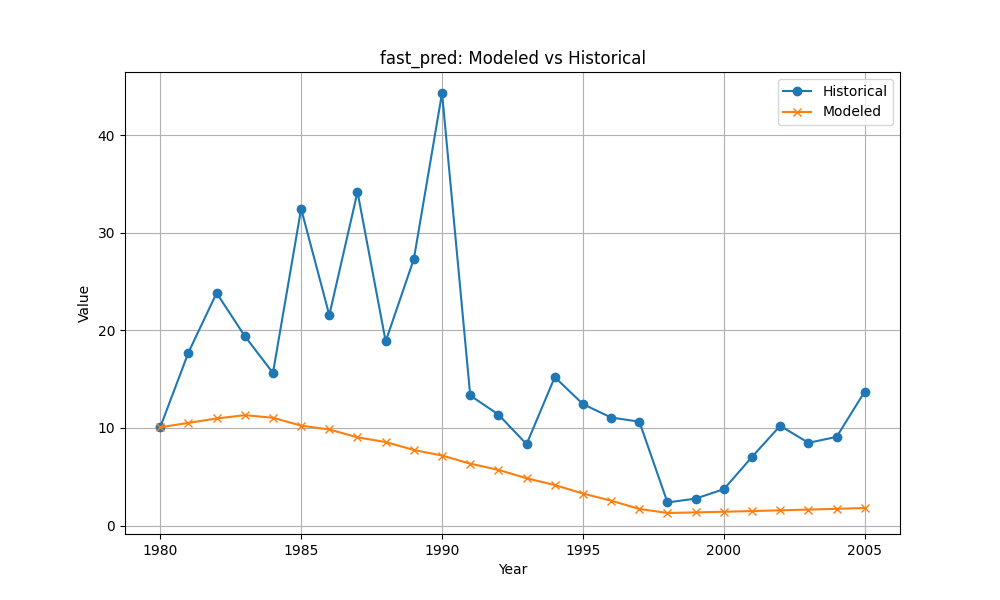 fast_pred: Modeled vs Historical
Historical
Modeled
Value
40
30
20
10
0
1980 1985 1990 1995 2000 2005
Year